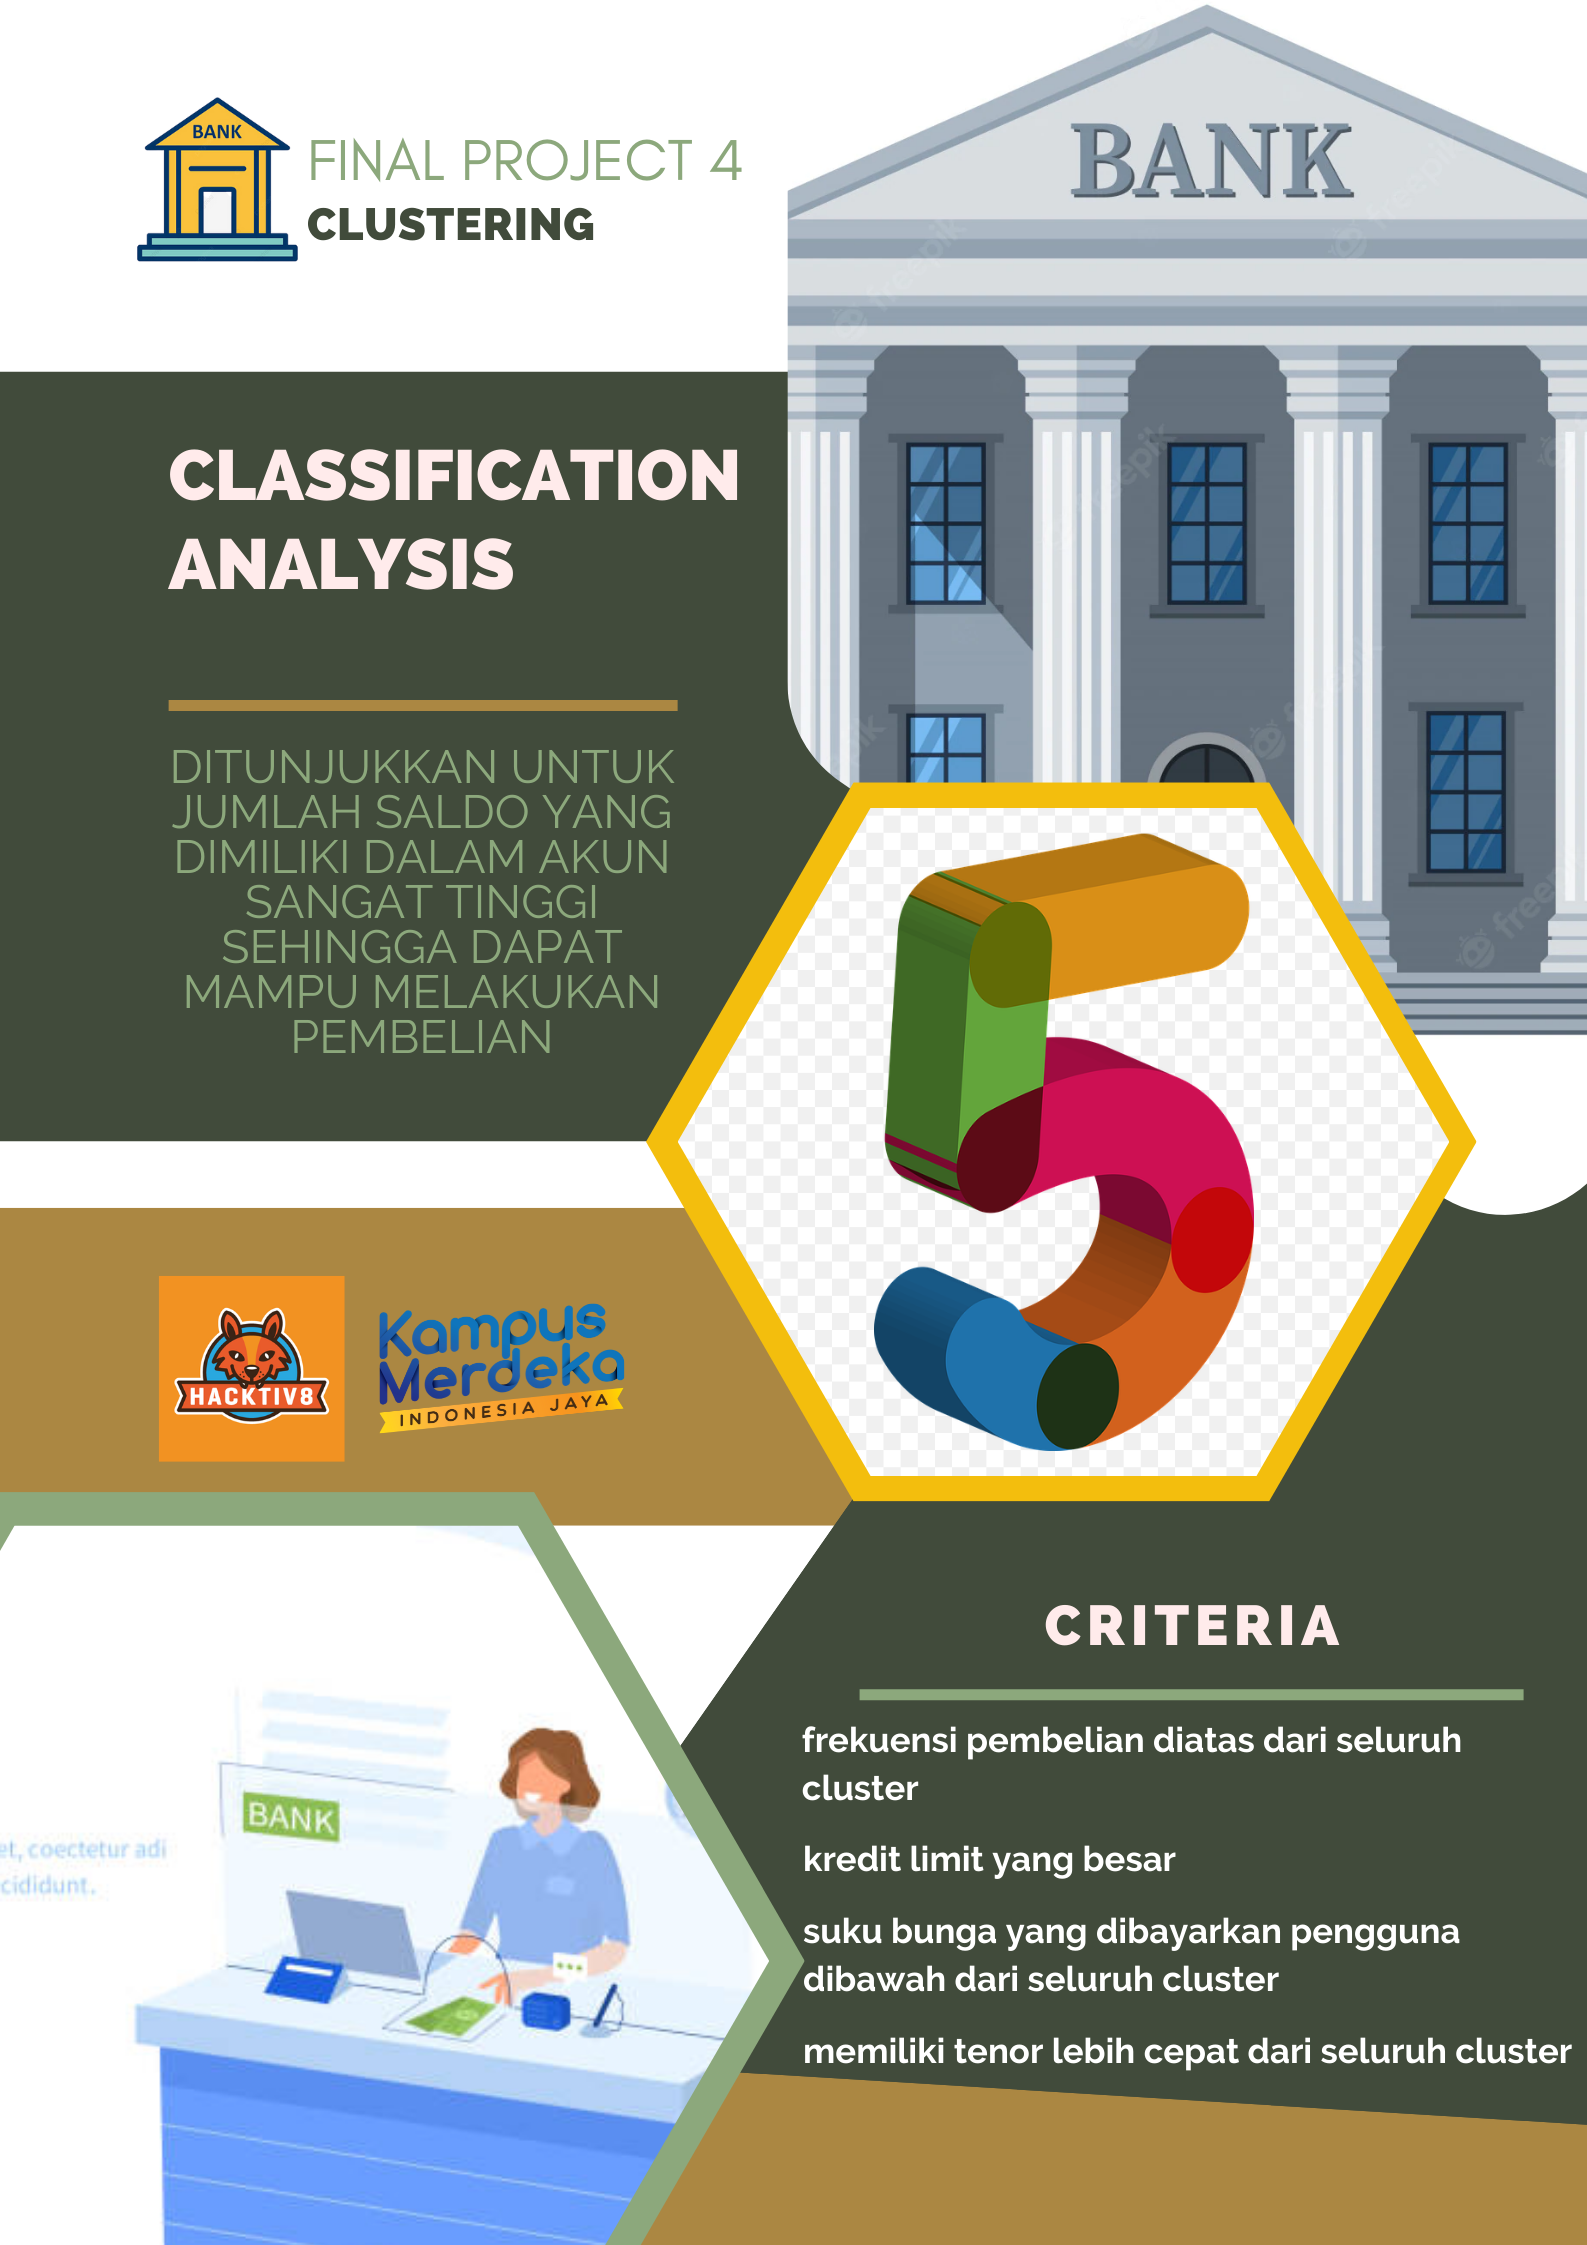 BANK
FINAL PROJECT 4
CLUSTERING
BANK
CLASSIFICATION
ANALYSIS
DITUNJUKKAN UNTUK
JUMLAH SALDO YANG
DIMILIKI DALAM AKUN
SANGAT TINGGI
SEHINGGA DAPAT
MAMPU MELAKUKAN
PEMBELIAN
5
HACKTIV8
Kampus
Merdeka
INDONESIA JAYA
CRITERIA
frekuensi pembelian diatas dari seluruh
cluster
kredit limit yang besar
suku bunga yang dibayarkan pengguna
dibawah dari seluruh cluster
memiliki tenor lebih cepat dari seluruh cluster
BANK
et, coectetur adi
cididunt.
freepik
freepik
freepik